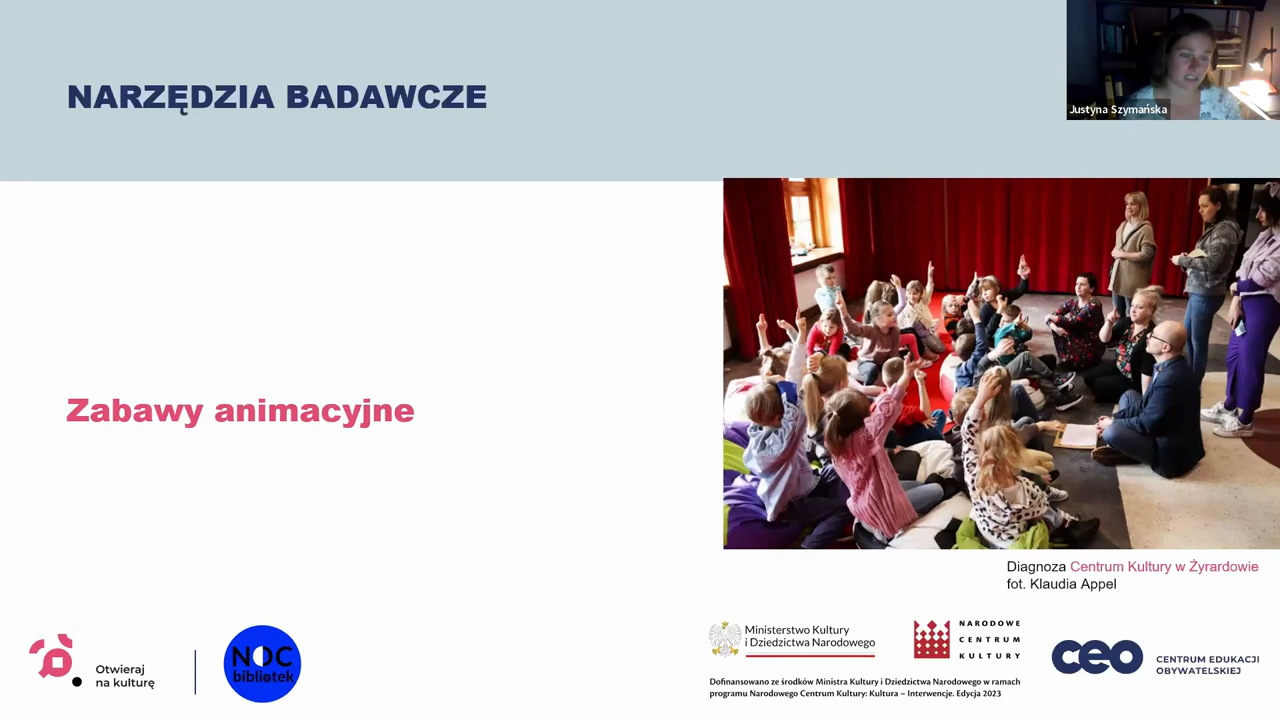 NARZĘDZIA BADAWCZE
Justyna Szymańska
Zabawy animacyjne
Diagnoza Centrum Kultury w Żyrardowie
fot. Klaudia Appel
Otwieraj
na kulturę
NOC
bibliotek
Ministerstwo Kultury
i Dziedzictwa Narodowego
NARODOWE
CENTRUM
KULTURY
Dofinansowano ze środków Ministra Kultury i Dziedzictwa Narodowego w ramach
programu Narodowego Centrum Kultury: Kultura – Interwencje. Edycja 2023
ceo
CENTRUM EDUKACJI
OBYWATELSKIEJ